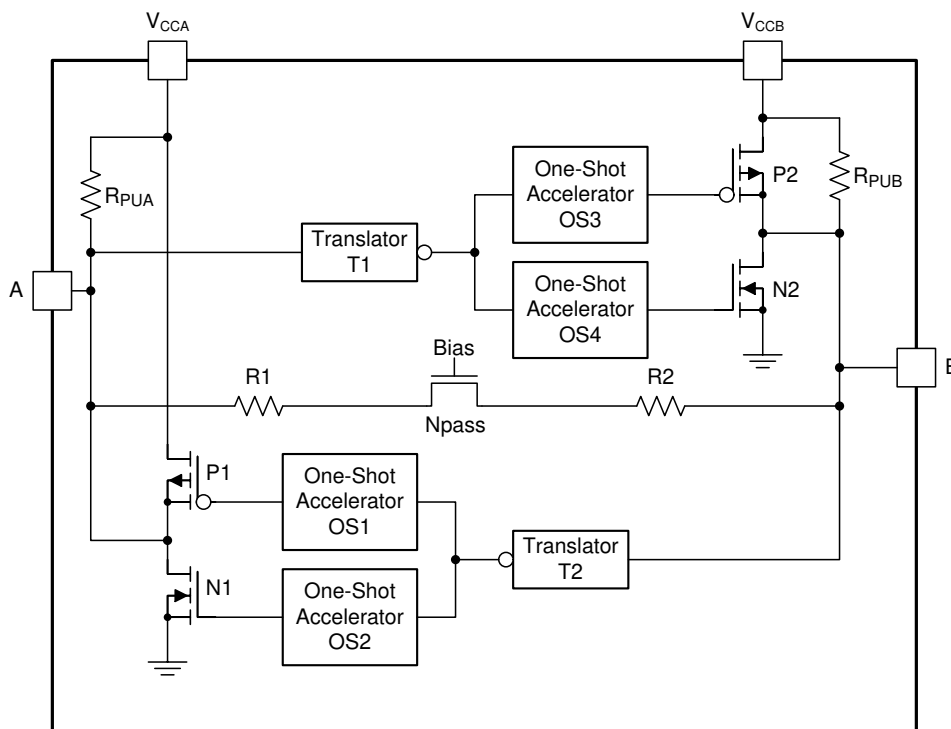 VCCA
VCCB
RPUA
One-Shot
Accelerator
OS3
P2
RPUB
Translator
T1
A
One-Shot
Accelerator
OS4
N2
Bias
R1
R2
Npass
P1
One-Shot
Accelerator
OS1
Translator
T2
N1
One-Shot
Accelerator
OS2